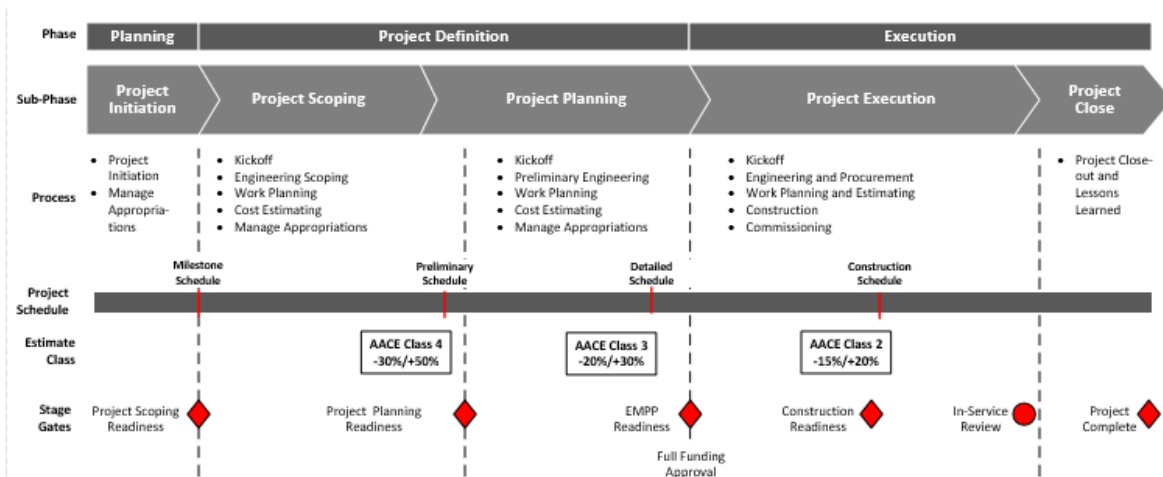 Phase
Planning
Project Definition
Execution
Sub-Phase
Project
Initiation
Project Scoping
Project Planning
Project Execution
Project
Close
Process
• Project
Initiation
• Manage
Appropria-
tions
• Kickoff
• Engineering Scoping
• Work Planning
• Cost Estimating
• Manage Appropriations
• Kickoff
• Preliminary Engineering
• Work Planning
• Cost Estimating
• Manage Appropriations
• Kickoff
• Engineering and Procurement
• Work Planning and Estimating
• Construction
• Commissioning
• Project Close-
out and
Lessons
Learned
Milestone
Schedule
Preliminary
Schedule
Detailed
Schedule
Construction
Schedule
Project
Schedule
Estimate
Class
AACE Class 4
-30%/+50%
AACE Class 3
-20%/+30%
AACE Class 2
-15%/+20%
Stage
Gates
Project Scoping
Readiness
Project Planning
Readiness
EMPP
Readiness
Construction
Readiness
In-Service
Review
Project
Complete
Full Funding
Approval